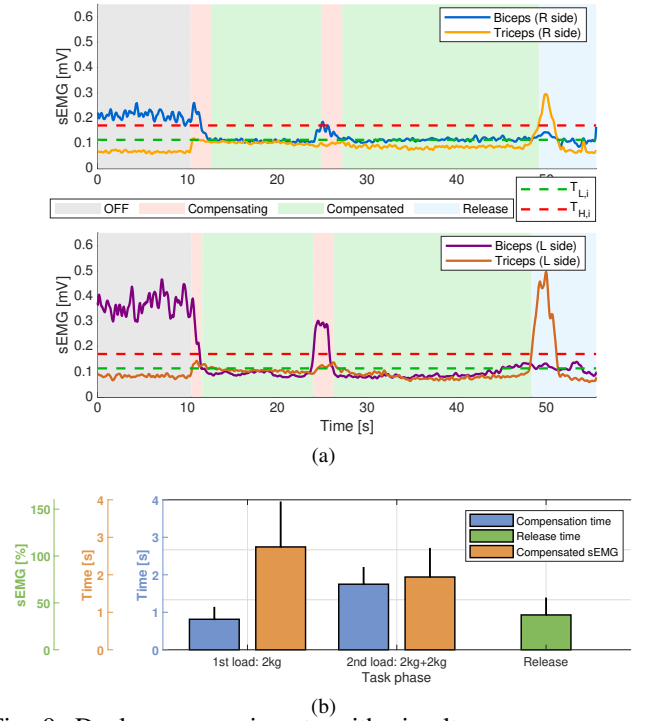 0.6
0.5
0.4
0.3
0.2
0.1
0
sEMG [mV]
Biceps (R side)
Triceps (R side)
0 10 20 30 40 50
OFF Compensating Compensated Release
T_L,i
T_H,i
0.6
0.5
0.4
0.3
0.2
0.1
0
sEMG [mV]
Biceps (L side)
Triceps (L side)
0 10 20 30 40 50
Time [s]
(a)
150
100
50
0
sEMG [%]
4
3
2
1
0
Time [s]
4
3
2
1
0
Time [s]
Compensation time
Release time
Compensated sEMG
1st load: 2kg 2nd load: 2kg+2kg Release
Task phase
(b)